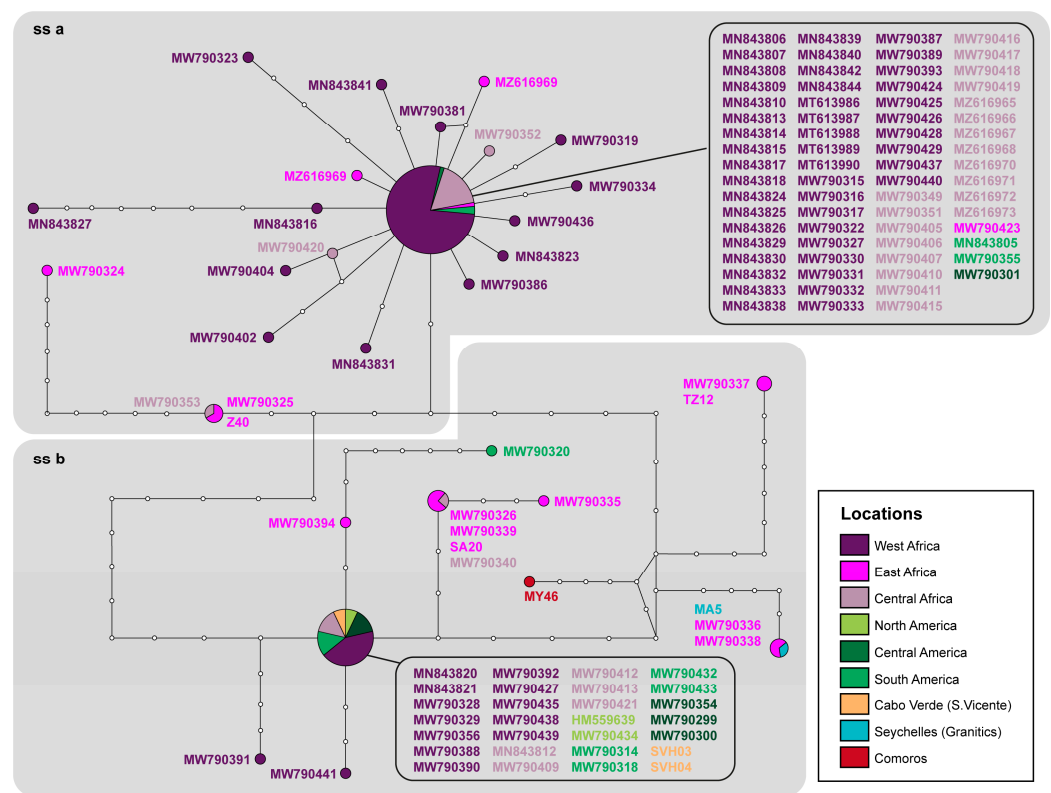 ss a
MW790323
MN843841
MZ616969
MW790381
MW790352
MW790319
MZ616969
MW790334
MN843827
MN843816
MW790436
MW790420
MN843823
MW790324
MW790404
MW790386
MW790402
MN843831
MW790353
MW790325
Z40
MN843806 MN843839 MW790387 MW790416
MN843807 MN843840 MW790389 MW790417
MN843808 MN843842 MW790393 MW790418
MN843809 MN843844 MW790424 MW790419
MN843810 MT613986 MW790425 MZ616965
MN843813 MT613987 MW790426 MZ616966
MN843814 MT613988 MW790428 MZ616967
MN843815 MT613989 MW790429 MZ616968
MN843817 MT613990 MW790437 MZ616970
MN843818 MW790315 MW790440 MZ616971
MN843824 MW790316 MW790349 MZ616972
MN843825 MW790317 MW790351 MZ616973
MN843826 MW790322 MW790405 MW790423
MN843829 MW790327 MW790406 MN843805
MN843830 MW790330 MW790407 MW790355
MN843832 MW790331 MW790410 MW790301
MN843833 MW790332 MW790411
MN843838 MW790333 MW790415
ss b
MW790337
TZ12
MW790320
MW790335
MW790394
MW790326
MW790339
SA20
MW790340
MY46
MA5
MW790336
MW790338
MW790391
MW790441
MN843820 MW790392 MW790412 MW790432
MN843821 MW790427 MW790413 MW790433
MW790328 MW790435 MW790421 MW790354
MW790329 MW790438 HM559639 MW790299
MW790356 MW790439 MW790434 MW790300
MW790388 MN843812 MW790314 SVH03
MW790390 MW790409 MW790318 SVH04
Locations
West Africa
East Africa
Central Africa
North America
Central America
South America
Cabo Verde (S.Vicente)
Seychelles (Granitics)
Comoros